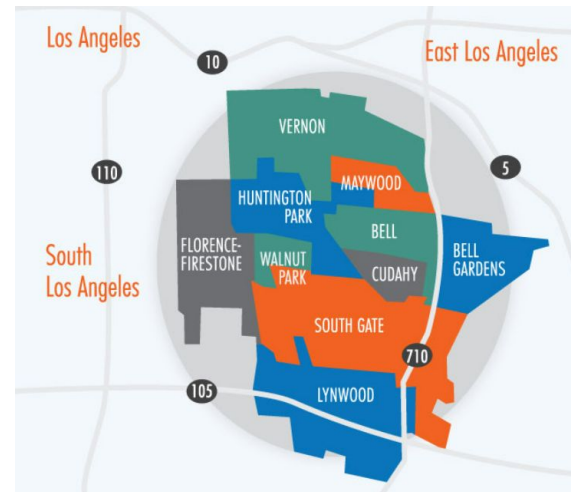 Los Angeles
East Los Angeles
10
VERNON
110
5
MAYWOOD
HUNTINGTON
PARK
BELL
FLORENCE-
FIRESTONE
BELL
GARDENS
WALNUT
PARK
CUDAHY
South
Los Angeles
SOUTH GATE
710
105
LYNWOOD